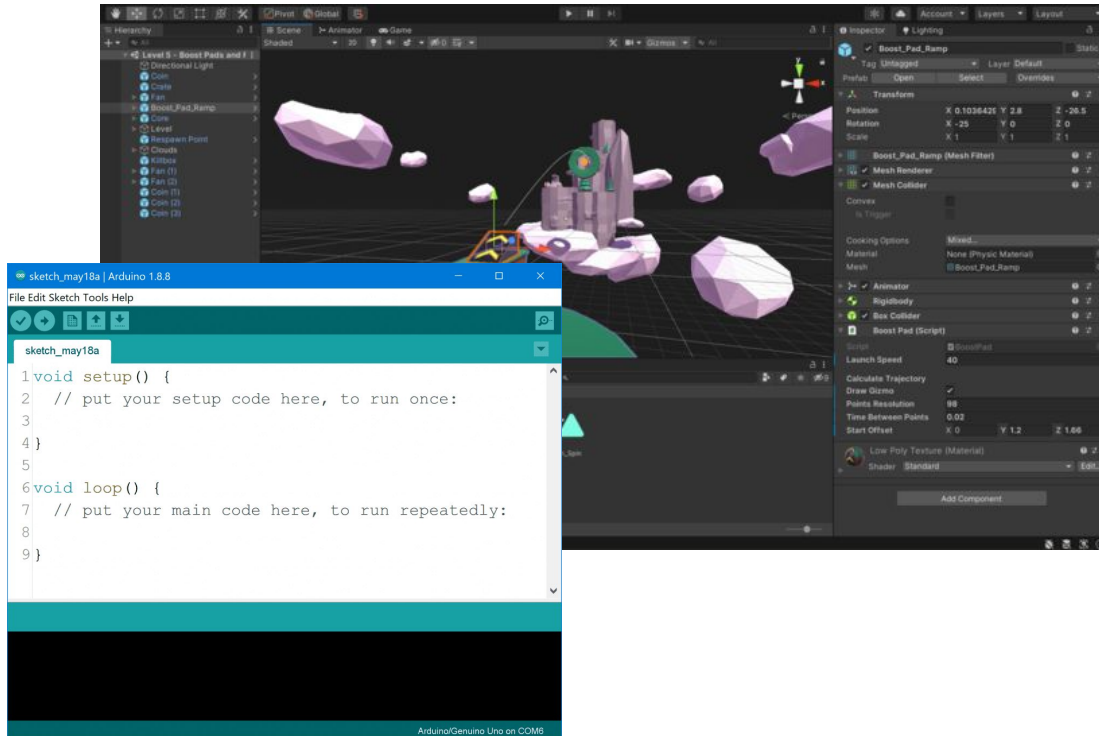 Pivot Global Account Layers Layout
Hierarchy
All
Level 5 - Boost Pads and
Directional Light
Coin
Crate
Fan
Boost_Pad_Ramp
Core
Level
Respawn Point
Clouds
Killbox
Fan (1)
Fan (2)
Coin (1)
Coin (2)
Coin (3)
Scene Animator Game
Shaded 2D 0 Gizmos All
y
x
< Persp
_Spin
Inspector Lighting
Boost_Pad_Ramp Static
Tag Untagged Layer Default
Prefab Open Select Overrides
Transform
Position X 0.1036429 Y 2.8 Z -26.5
Rotation X -25 Y 0 Z 0
Scale X 1 Y 1 Z 1
Boost_Pad_Ramp (Mesh Filter)
Mesh Renderer
Mesh Collider
Convex
Is Trigger
Cooking Options Mixed...
Material None (Physic Material)
Mesh Boost_Pad_Ramp
Animator
Rigidbody
Box Collider
Boost Pad (Script)
Script BoostPad
Launch Speed 40
Calculate Trajectory
Draw Gizmo
Points Resolution 98
Time Between Points 0.02
Start Offset X 0 Y 1.2 Z 1.66
Low Poly Texture (Material)
Shader Standard Edit...
Add Component
sketch_may18a | Arduino 1.8.8
File Edit Sketch Tools Help
sketch_may18a
1 void setup() {
2 // put your setup code here, to run once:
3
4 }
5
6 void loop() {
7 // put your main code here, to run repeatedly:
8
9 }
Arduino/Genuino Uno on COM6